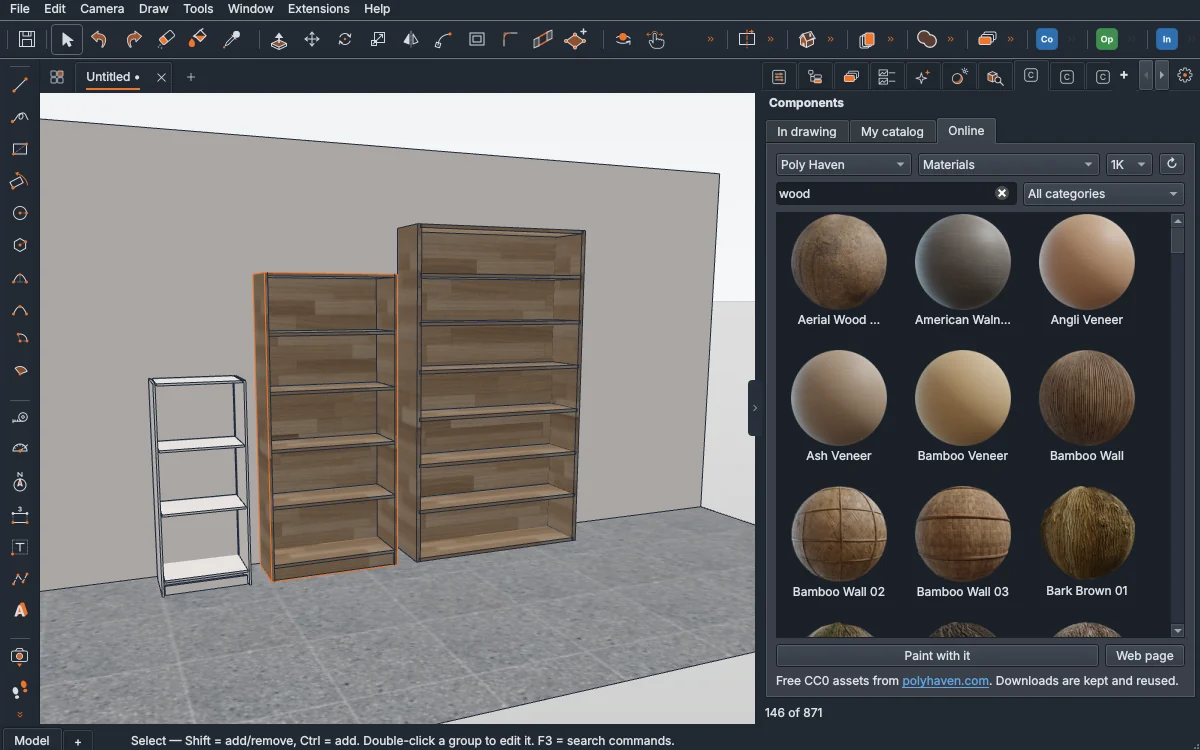 File Edit Camera Draw Tools Window Extensions Help
Co Op In
Untitled •
Components
In drawing My catalog Online
Poly Haven Materials 1K
wood All categories
Aerial Wood ... American Waln... Angli Veneer
Ash Veneer Bamboo Veneer Bamboo Wall
Bamboo Wall 02 Bamboo Wall 03 Bark Brown 01
Paint with it Web page
Free CC0 assets from polyhaven.com. Downloads are kept and reused.
146 of 871
Model + Select — Shift = add/remove, Ctrl = add. Double-click a group to edit it. F3 = search commands.